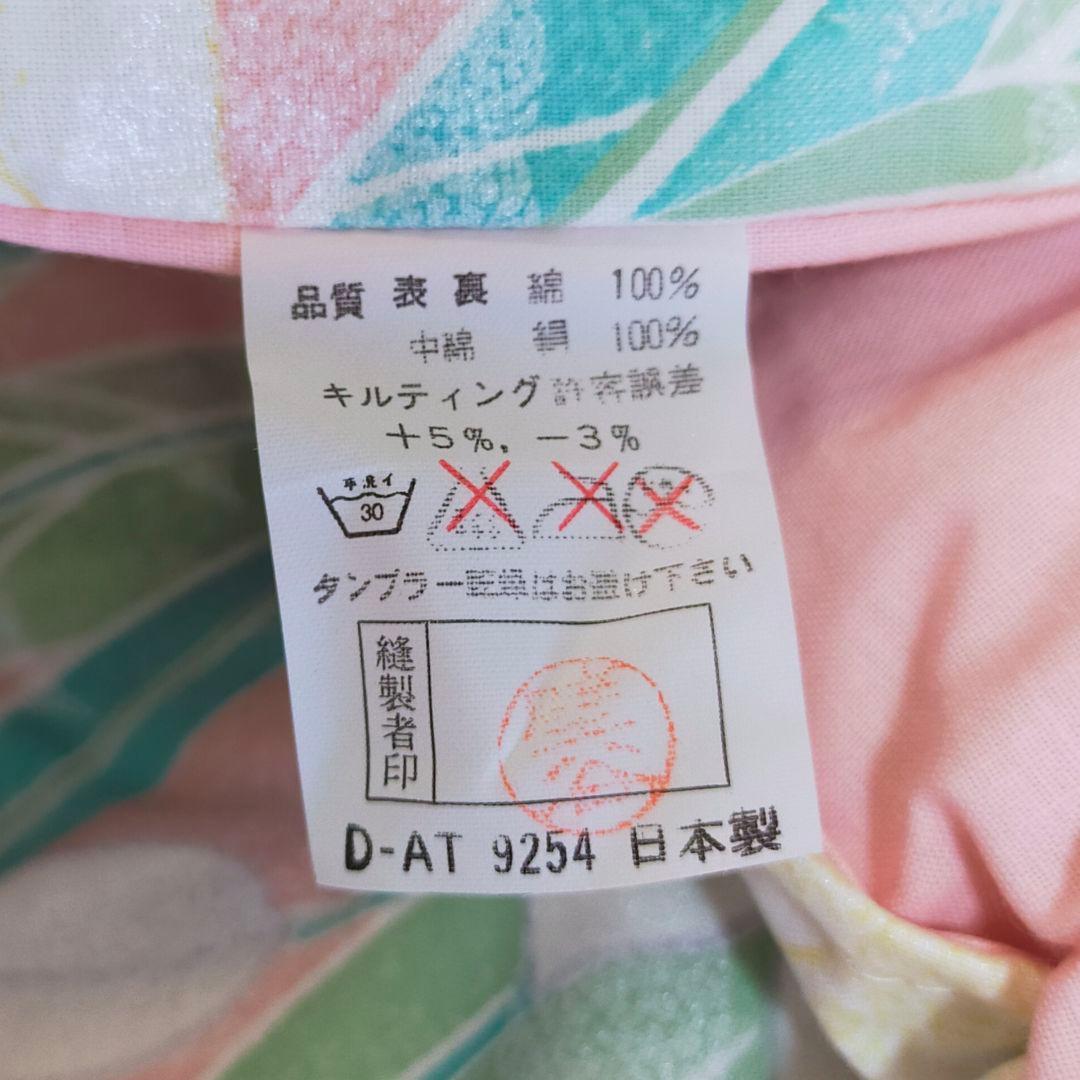 品質 表 裏 綿 100%
中綿 絹 100%
キルティング許容誤差
+5%, -3%
手洗イ
30
タンブラー乾燥はお避け下さい
縫製者印
D-AT 9254 日本製